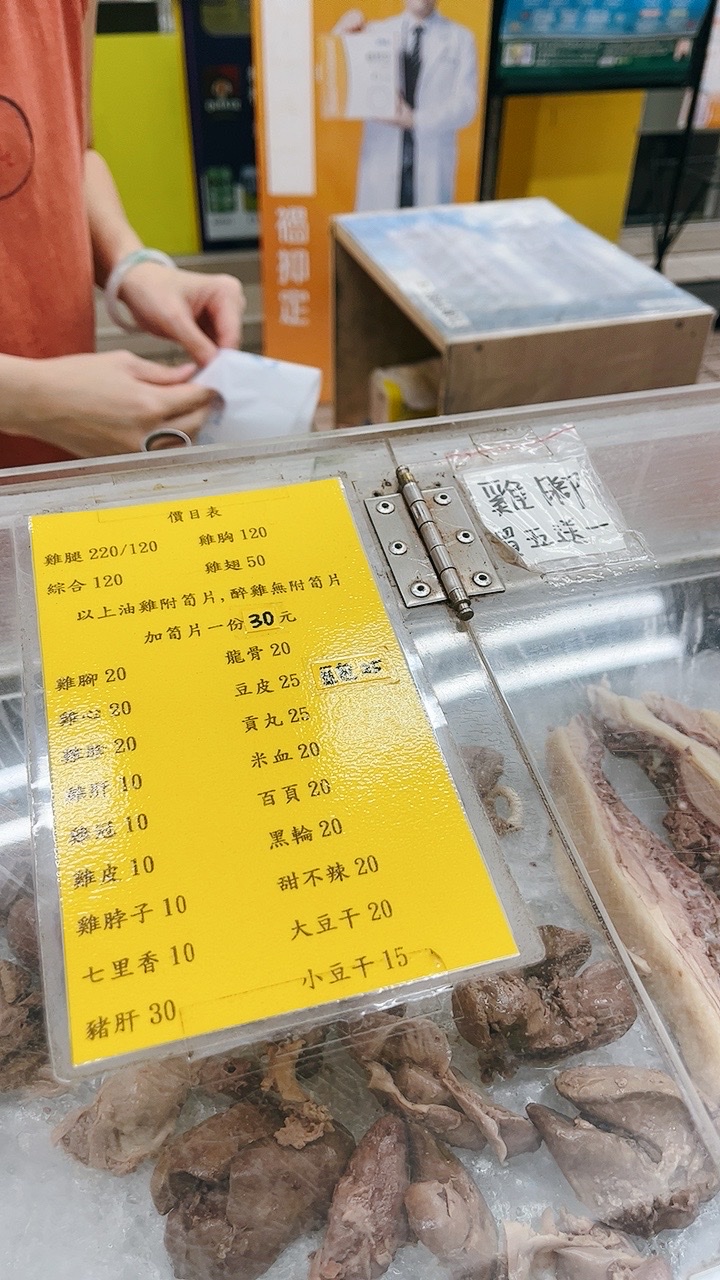 褐抑定
雞腳
買五送一
價目表
雞腿 220/120 雞胸 120
綜合 120 雞翅 50
以上油雞附筍片,醉雞無附筍片
加筍片一份 30 元
雞腳 20 龍骨 20
雞心 20 豆皮 25
雞胗 20 貢丸 25
雞肝 10 米血 20
雞冠 10 百頁 20
雞皮 10 黑輪 20
雞脖子 10 甜不辣 20
七里香 10 大豆干 20
豬肝 30 小豆干 15